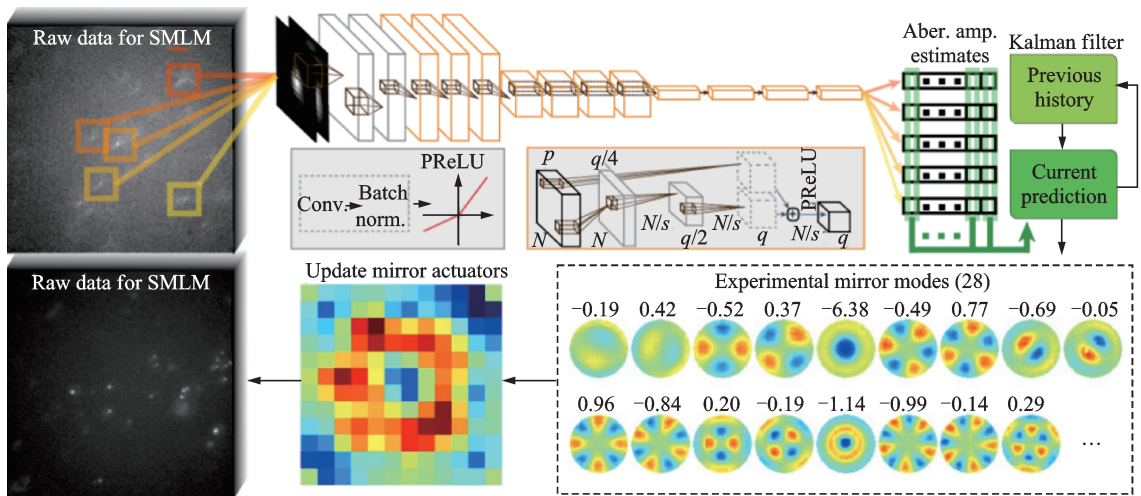 Raw data for SMLM
Aber. amp.
estimates
Kalman filter
Previous
history
Current
prediction
PReLU
Conv.
Batch
norm.
p
q/4
N
N
N/s
q/2
N/s
q
PReLU
N/s
q
Raw data for SMLM
Update mirror actuators
Experimental mirror modes (28)
−0.19 0.42 −0.52 0.37 −6.38 −0.49 0.77 −0.69 −0.05
0.96 −0.84 0.20 −0.19 −1.14 −0.99 −0.14 0.29
…